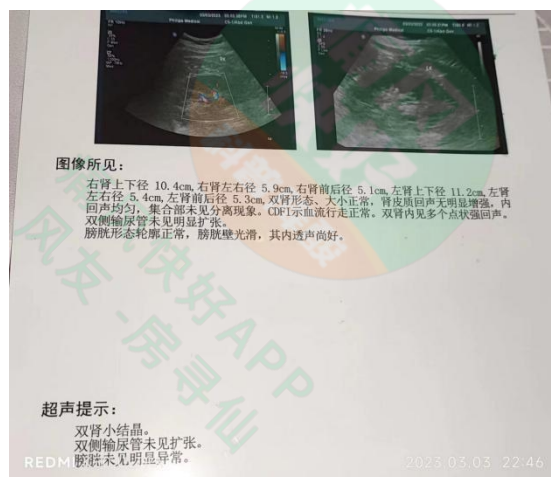 Philips Medical
图像所见：
右肾上下径 10.4cm,右肾左右径 5.9cm,右肾前后径 5.1cm,左肾上下径 11.2cm,左肾
左右径 5.4cm,左肾前后径 5.3cm,双肾形态、大小正常，肾皮质回声无明显增强，内
回声均匀，集合部未见分离现象。CDFI示血流行走正常。双肾内见多个点状强回声。
双侧输尿管未见明显扩张。
膀胱形态轮廓正常，膀胱壁光滑，其内透声尚好。
风友-房寻仙
超声提示：
双肾小结晶。
双侧输尿管未见扩张。
膀胱未见明显异常。
2023.03.03 22:46